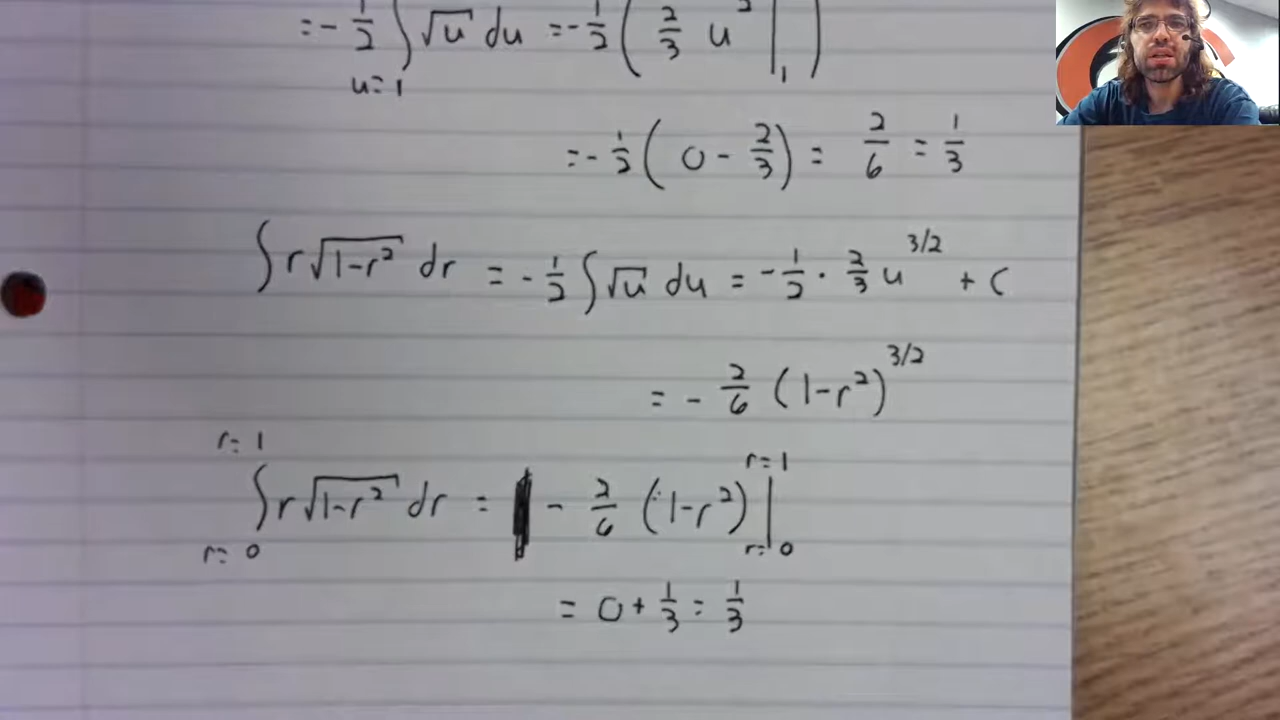 = - 1/2 ∫ √u du = - 1/2 ( 2/3 u | )
u = 1 1
= - 1/2 ( 0 - 2/3 ) = 2/6 = 1/3
∫ r√(1-r²) dr = - 1/2 ∫ √u du = - 1/2 · 2/3 u^3/2 + C
= - 2/6 (1-r²)^3/2
r = 1 r = 1
∫ r√(1-r²) dr = - 2/6 (1-r²) |
r = 0 r = 0
= 0 + 1/3 = 1/3